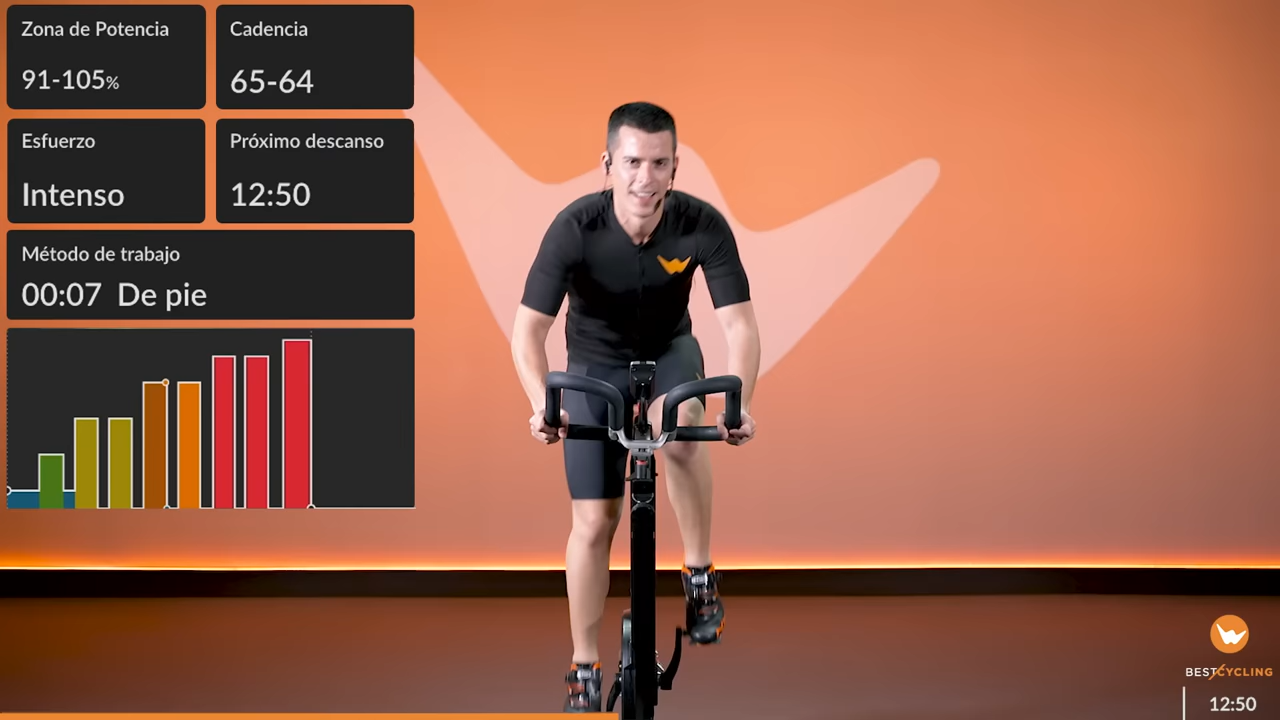 Zona de Potencia
91-105%
Cadencia
65-64
Esfuerzo
Intenso
Próximo descanso
12:50
Método de trabajo
00:07 De pie
BESTCYCLING
12:50